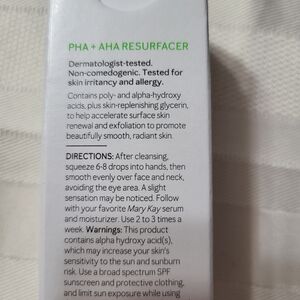 PHA + AHA RESURFACER
Dermatologist-tested.
Non-comedogenic. Tested for
skin irritancy and allergy.
Contains poly- and alpha-hydroxy
acids, plus skin-replenishing glycerin,
to help accelerate surface skin
renewal and exfoliation to promote
beautifully smooth, radiant skin.
DIRECTIONS: After cleansing,
squeeze 6-8 drops into hands, then
smooth evenly over face and neck,
avoiding the eye area. A slight
sensation may be noticed. Follow
with your favorite Mary Kay serum
and moisturizer. Use 2 to 3 times a
week. Warnings: This product
contains alpha hydroxy acid(s),
which may increase your skin's
sensitivity to the sun and sunburn
risk. Use a broad spectrum SPF
sunscreen and protective clothing,
and limit sun exposure while using